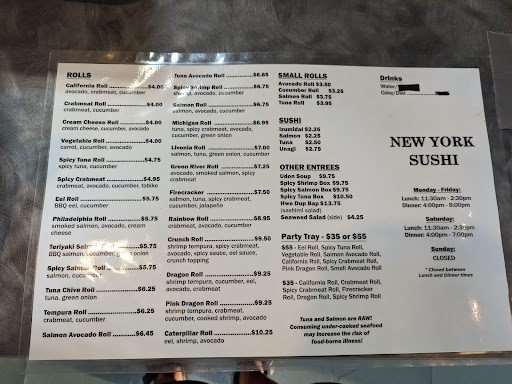 ROLLS
California Roll ................$4.00
avocado, crabmeat, cucumber
Crabmeat Roll ................$4.00
crabmeat, cucumber
Cream Cheese Roll ............$4.00
cream cheese, cucumber, avocado
Vegetable Roll ................$4.00
carrot, cucumber, avocado
Spicy Tuna Roll ................$4.75
spicy tuna, cucumber
Spicy Crabmeat ................$4.95
crabmeat, avocado, cucumber, tobiko
Eel Roll ................$5.75
BBQ eel, cucumber
Philadelphia Roll ................$5.75
smoked salmon, avocado, cream
cheese
Teriyaki Salmon ................$5.75
BBQ salmon, cucumber
Spicy Salmon ................$5.75
salmon, cucumber
Tuna Chive Roll ................$6.25
tuna, green onion
Tempura Roll ................$6.25
crabmeat, cucumber
Salmon Avocado Roll ............$6.45
Tuna Avocado Roll ................$6.65
Spicy Shrimp Roll ................$6.75
shrimp, avocado, cucumber
Salmon Roll ................$6.75
salmon, crabmeat, cucumber
Michigan Roll ................$6.95
tuna, spicy crabmeat, avocado,
cucumber, green onion
Livonia Roll ................$7.00
salmon, tuna, green onion, cucumber
Green River Roll ................$7.25
avocado, smoked salmon, spicy
crabmeat
Firecracker ................$7.50
salmon, tuna, spicy crabmeat,
cucumber, jalapeño
Rainbow Roll ................$8.95
crabmeat, avocado, cucumber
Crunch Roll ................$9.50
shrimp tempura, spicy crabmeat,
avocado, spicy sauce, eel sauce,
crunch topping
Dragon Roll ................$9.25
shrimp tempura, cucumber, eel,
avocado, crabmeat
Pink Dragon Roll ................$9.25
shrimp tempura, crabmeat,
cucumber, cooked shrimp, avocado
Caterpillar Roll ................$10.25
eel, shrimp, avocado
SMALL ROLLS
Avocado Roll $3.50
Cucumber Roll $3.25
Salmon Roll $3.75
Tuna Roll $3.95
SUSHI
Izumidai $2.25
Salmon $2.25
Tuna $2.50
Unagi $2.75
OTHER ENTREES
Udon Soup $9.75
Spicy Shrimp Box $9.75
Spicy Salmon Box $9.75
Spicy Tuna Box $10.50
Hwe Dup Bap $13.75
(sashimi salad)
Seaweed Salad (side) $4.25
Party Tray - $35 or $55
$55 - Eel Roll, Spicy Tuna Roll,
Vegetable Roll, Salmon Avocado Roll,
California Roll, Spicy Crabmeat Roll,
Pink Dragon Roll, Small Avocado Roll
$35 - California Roll, Crabmeat Roll,
Spicy Crabmeat Roll, Firecracker
Roll, Dragon Roll, Spicy Shrimp Roll
Tuna and Salmon are RAW!
Consuming under-cooked seafood
may increase the risk of
food-borne illness!
Drinks
Water
Coke/Diet
NEW YORK
SUSHI
Monday - Friday:
Lunch: 11:30am - 2:30pm
Dinner: 4:00pm - 8:00pm
Saturday:
Lunch: 11:30am - 2:30pm
Dinner: 4:00pm - 7:00pm
Sunday:
CLOSED
* Closed between
Lunch and Dinner times